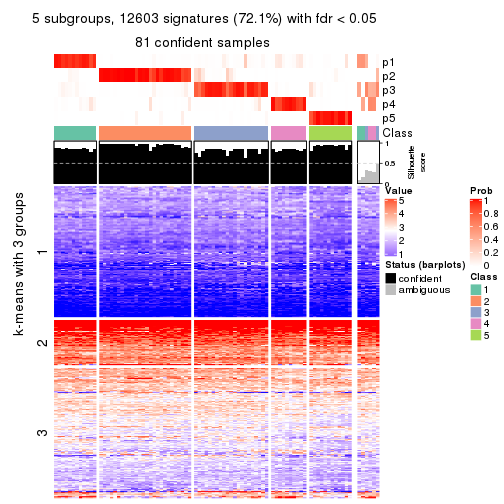 5 subgroups, 12603 signatures (72.1%) with fdr < 0.05
81 confident samples
p1
p2
p3
p4
p5
Class
1
0.5
0
Silhouette
score
k-means with 3 groups
1
2
3
Value
5
4
3
2
1
Status (barplots)
confident
ambiguous
Prob
1
0.8
0.6
0.4
0.2
0
Class
1
2
3
4
5